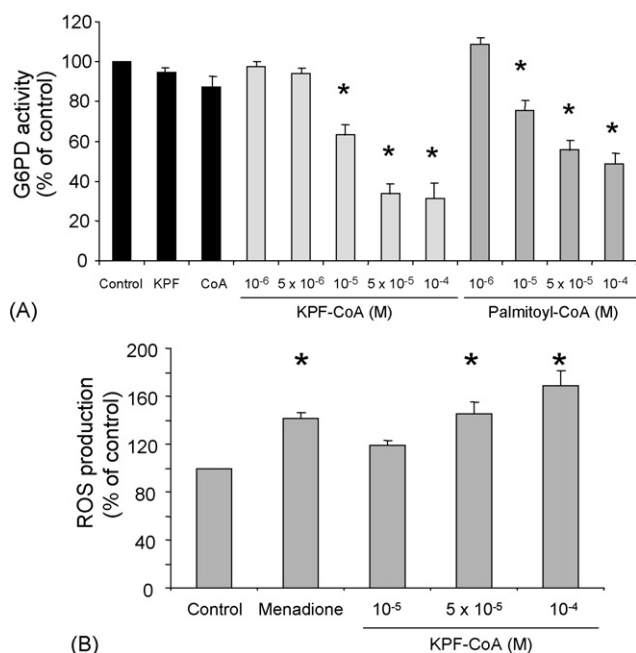 120
100
80
60
40
20
0
G6PD activity
(% of control)
* * * * * *
Control KPF CoA 10⁻⁶ 5 x 10⁻⁶ 10⁻⁵ 5 x 10⁻⁵ 10⁻⁴ 10⁻⁶ 10⁻⁵ 5 x 10⁻⁵ 10⁻⁴
KPF-CoA (M) Palmitoyl-CoA (M)
(A)
200
160
120
80
40
0
ROS production
(% of control)
* * *
Control Menadione 10⁻⁵ 5 x 10⁻⁵ 10⁻⁴
KPF-CoA (M)
(B)